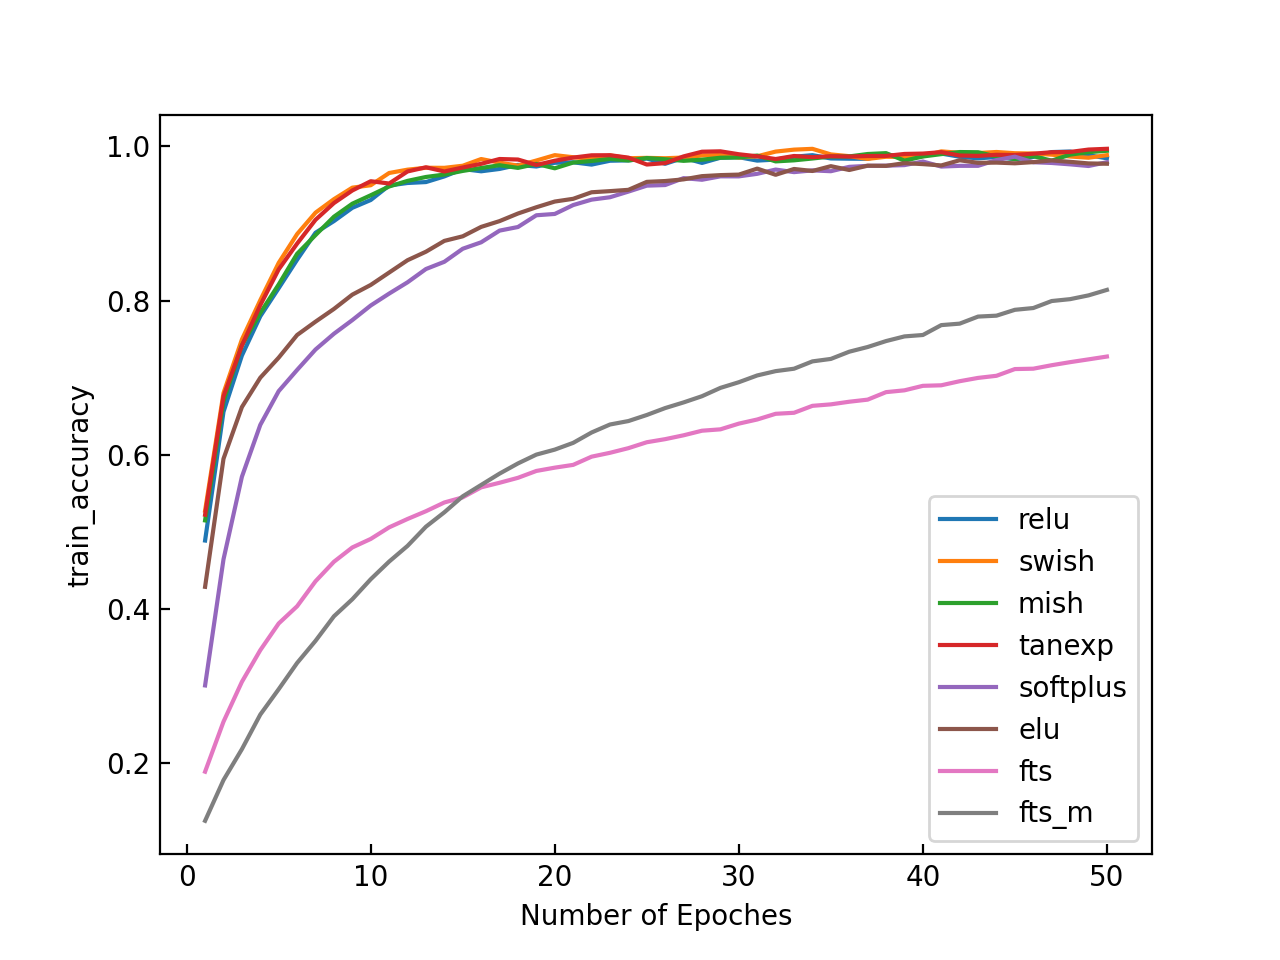 1.0
0.8
0.6
0.4
0.2
train_accuracy
0 10 20 30 40 50
Number of Epoches
relu
swish
mish
tanexp
softplus
elu
fts
fts_m